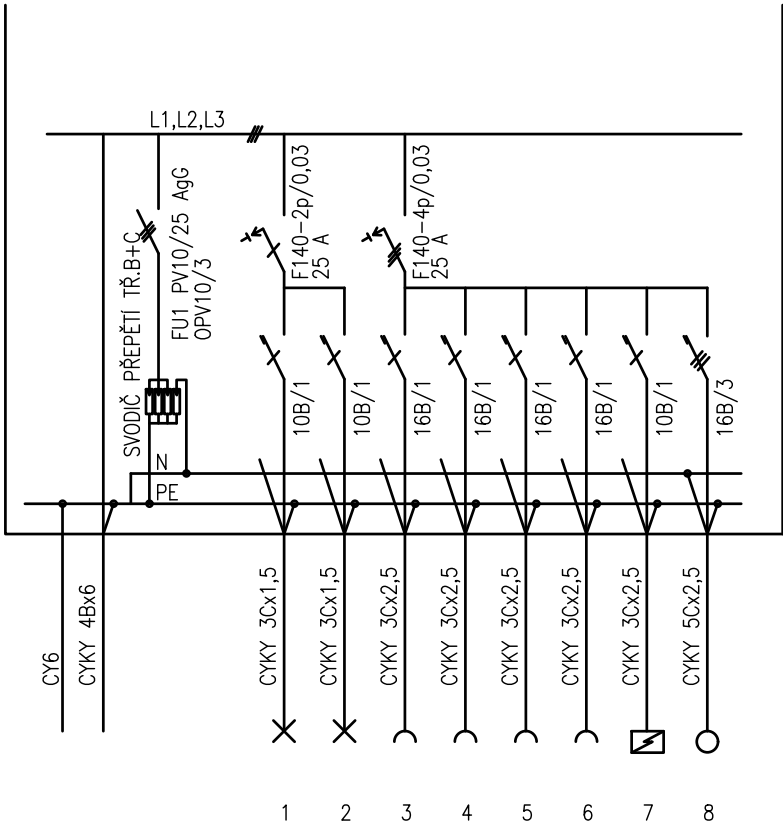 L1,L2,L3
SVODIČ PŘEPĚTÍ TŘ.B+C
FU1 PV10/25 AgG
OPV10/3
F140-2p/0,03
25 A
F140-4p/0,03
25 A
10B/1
10B/1
16B/1
16B/1
16B/1
16B/1
10B/1
16B/3
N
PE
CY6
CYKY 4Bx6
CYKY 3Cx1,5
CYKY 3Cx1,5
CYKY 3Cx2,5
CYKY 3Cx2,5
CYKY 3Cx2,5
CYKY 3Cx2,5
CYKY 3Cx2,5
CYKY 5Cx2,5
1 2 3 4 5 6 7 8